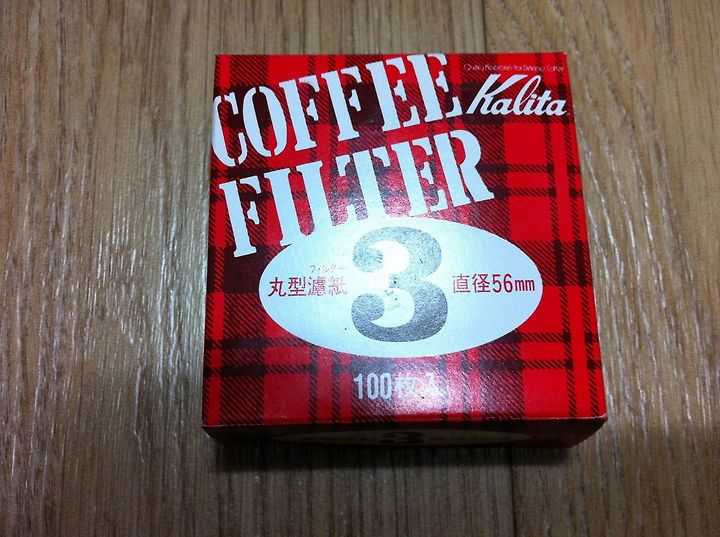 COFFEE
Kalita
FILTER
フィルター
丸型濾紙
3
直径56mm
100枚入
3